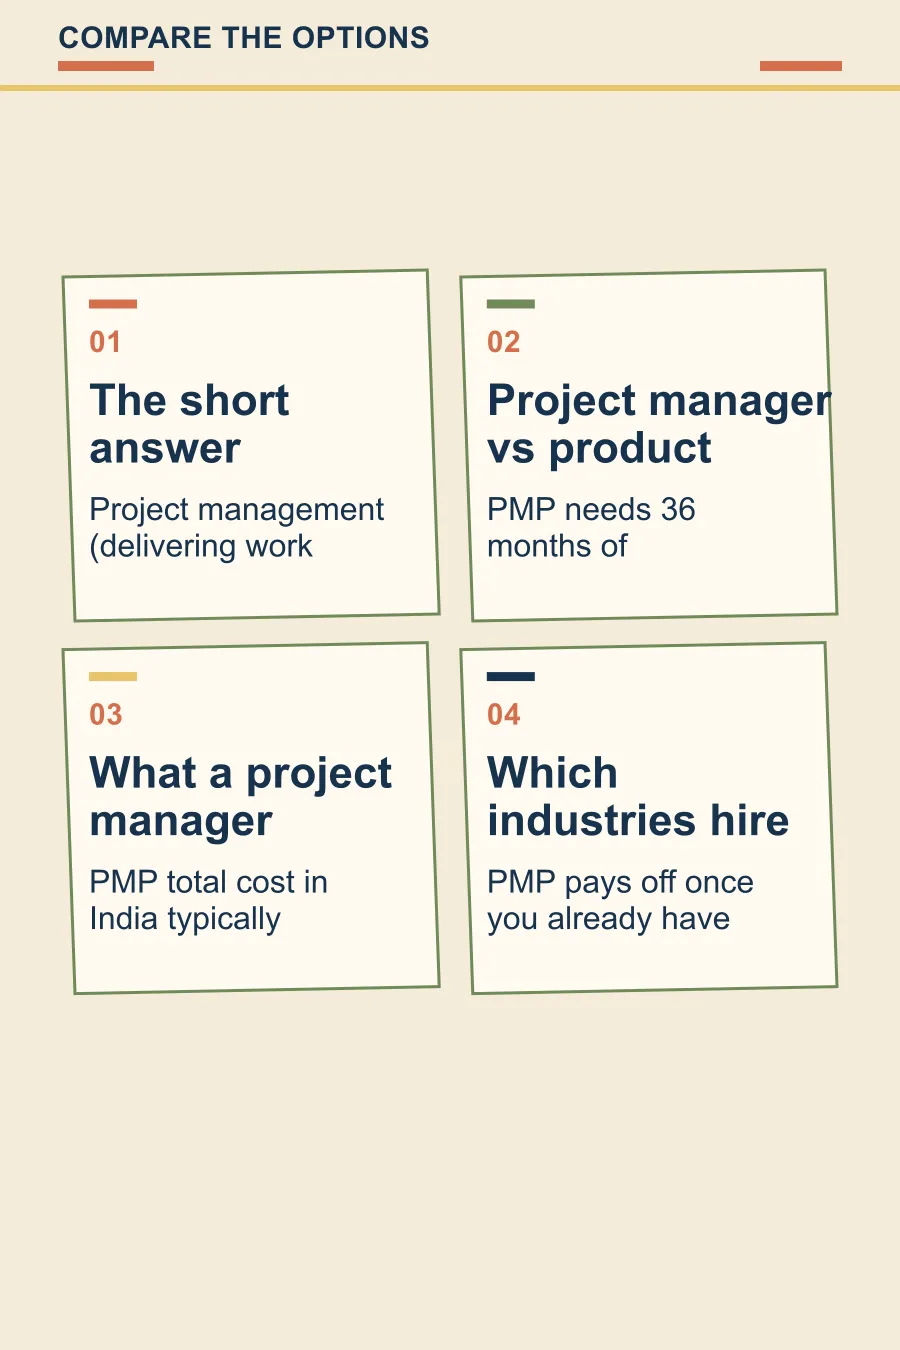 COMPARE THE OPTIONS
01
The short
answer
Project management
(delivering work
02
Project manager
vs product
PMP needs 36
months of
03
What a project
manager
PMP total cost in
India typically
04
Which
industries hire
PMP pays off once
you already have